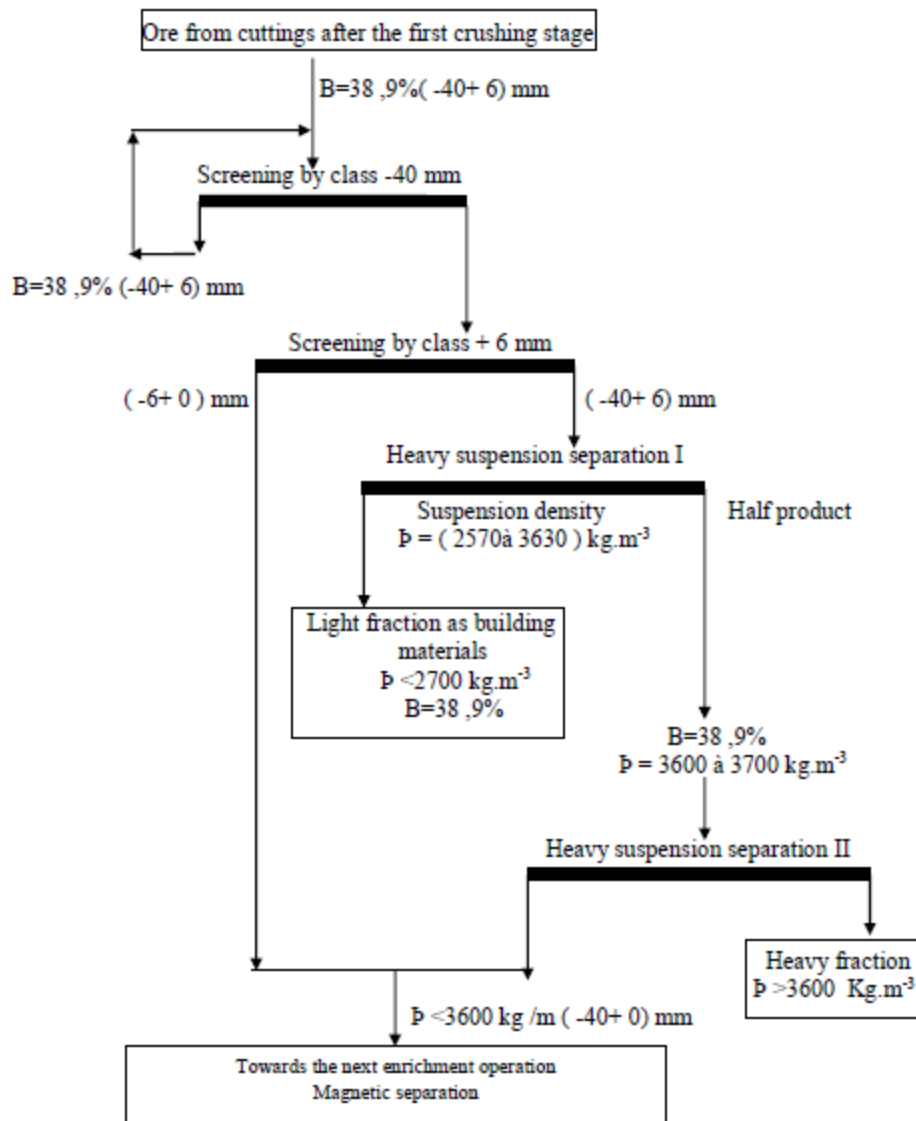 Ore from cuttings after the first crushing stage
B=38 ,9%( -40+ 6) mm
Screening by class -40 mm
B=38 ,9% (-40+ 6) mm
Screening by class + 6 mm
( -6+ 0 ) mm
( -40+ 6) mm
Heavy suspension separation I
Suspension density
Þ = ( 2570à 3630 ) kg.m-3
Half product
Light fraction as building
materials
Þ <2700 kg.m-3
B=38 ,9%
B=38 ,9%
Þ = 3600 à 3700 kg.m-3
Heavy suspension separation II
Heavy fraction
Þ >3600 Kg.m-3
Þ <3600 kg /m ( -40+ 0) mm
Towards the next enrichment operation
Magnetic separation